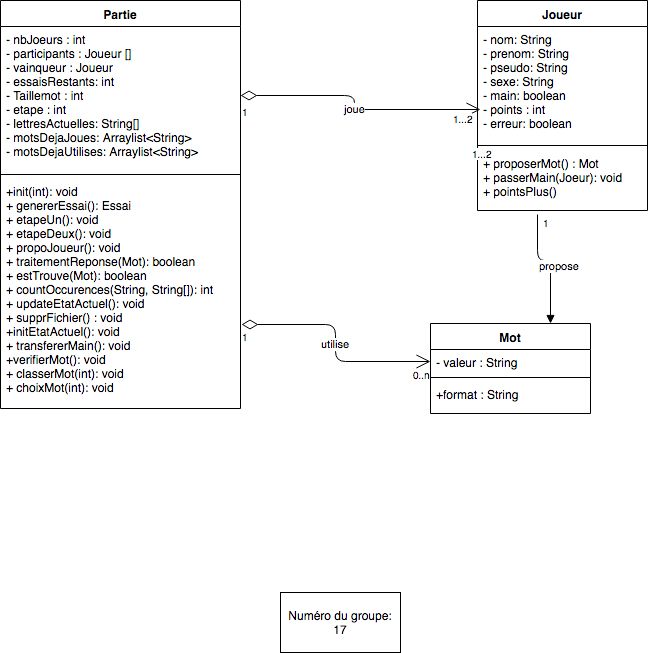 Partie
- nbJoeurs : int
- participants : Joueur []
- vainqueur : Joueur
- essaisRestants: int
- Taillemot : int
- etape : int
- lettresActuelles: String[]
- motsDejaJoues: Arraylist<String>
- motsDejaUtilises: Arraylist<String>
+init(int): void
+ genererEssai(): Essai
+ etapeUn(): void
+ etapeDeux(): void
+ propoJoueur(): void
+ traitementReponse(Mot): boolean
+ estTrouve(Mot): boolean
+ countOccurences(String, String[]): int
+ updateEtatActuel(): void
+ supprFichier() : void
+initEtatActuel(): void
+ transfererMain(): void
+verifierMot(): void
+ classerMot(int): void
+ choixMot(int): void
1
joue
1...2
Joueur
- nom: String
- prenom: String
- pseudo: String
- sexe: String
- main: boolean
- points : int
- erreur: boolean
1...2
+ proposerMot() : Mot
+ passerMain(Joeur): void
+ pointsPlus()
1
propose
1
utilise
0..n
Mot
- valeur : String
+format : String
Numéro du groupe:
17